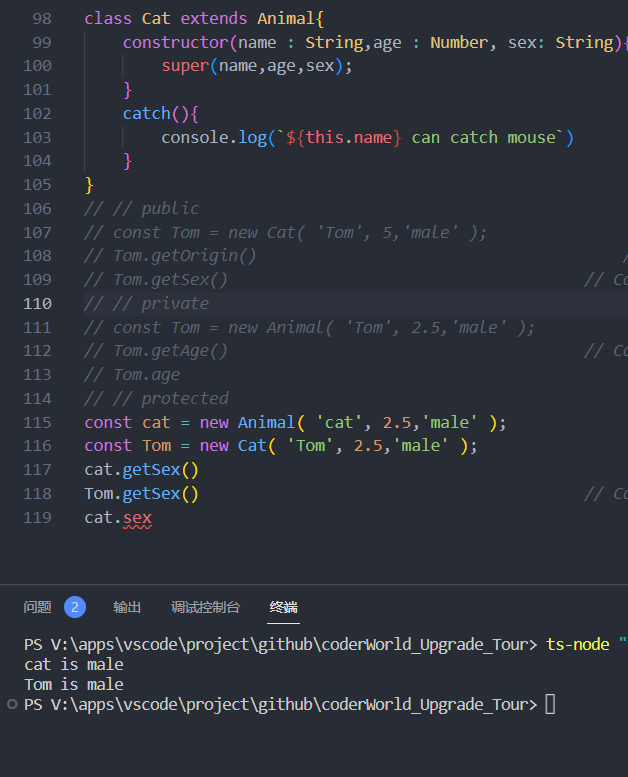 98 class Cat extends Animal{
99 constructor(name : String,age : Number, sex: String){
100 super(name,age,sex);
101 }
102 catch(){
103 console.log(`${this.name} can catch mouse`)
104 }
105 }
106 // // public
107 // const Tom = new Cat( 'Tom', 5,'male' );
108 // Tom.getOrigin() /
109 // Tom.getSex() // Co
110 // // private
111 // const Tom = new Animal( 'Tom', 2.5,'male' );
112 // Tom.getAge() // Co
113 // Tom.age
114 // // protected
115 const cat = new Animal( 'cat', 2.5,'male' );
116 const Tom = new Cat( 'Tom', 2.5,'male' );
117 cat.getSex()
118 Tom.getSex() // Co
119 cat.sex
问题 2 输出 调试控制台 终端
PS V:\apps\vscode\project\github\coderWorld_Upgrade_Tour> ts-node "
cat is male
Tom is male
PS V:\apps\vscode\project\github\coderWorld_Upgrade_Tour>